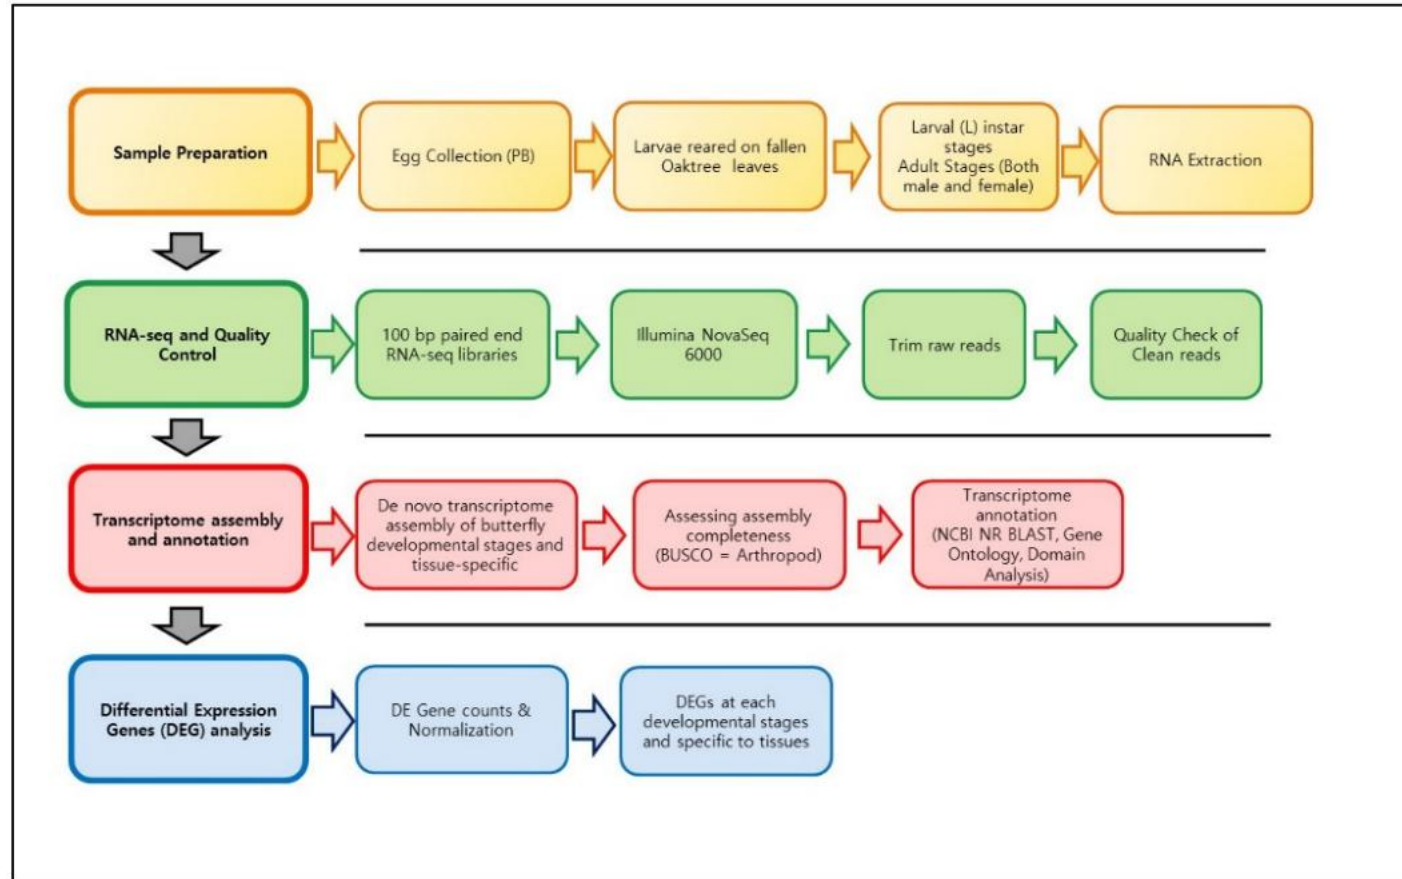 Sample Preparation
Egg Collection (PB)
Larvae reared on fallen
Oaktree leaves
Larval (L) instar
stages
Adult Stages (Both
male and female)
RNA Extraction
RNA-seq and Quality
Control
100 bp paired end
RNA-seq libraries
Illumina NovaSeq
6000
Trim raw reads
Quality Check of
Clean reads
Transcriptome assembly
and annotation
De novo transcriptome
assembly of butterfly
developmental stages and
tissue-specific
Assessing assembly
completeness
(BUSCO = Arthropod)
Transcriptome
annotation
(NCBI NR BLAST, Gene
Ontology, Domain
Analysis)
Differential Expression
Genes (DEG) analysis
DE Gene counts &
Normalization
DEGs at each
developmental stages
and specific to tissues